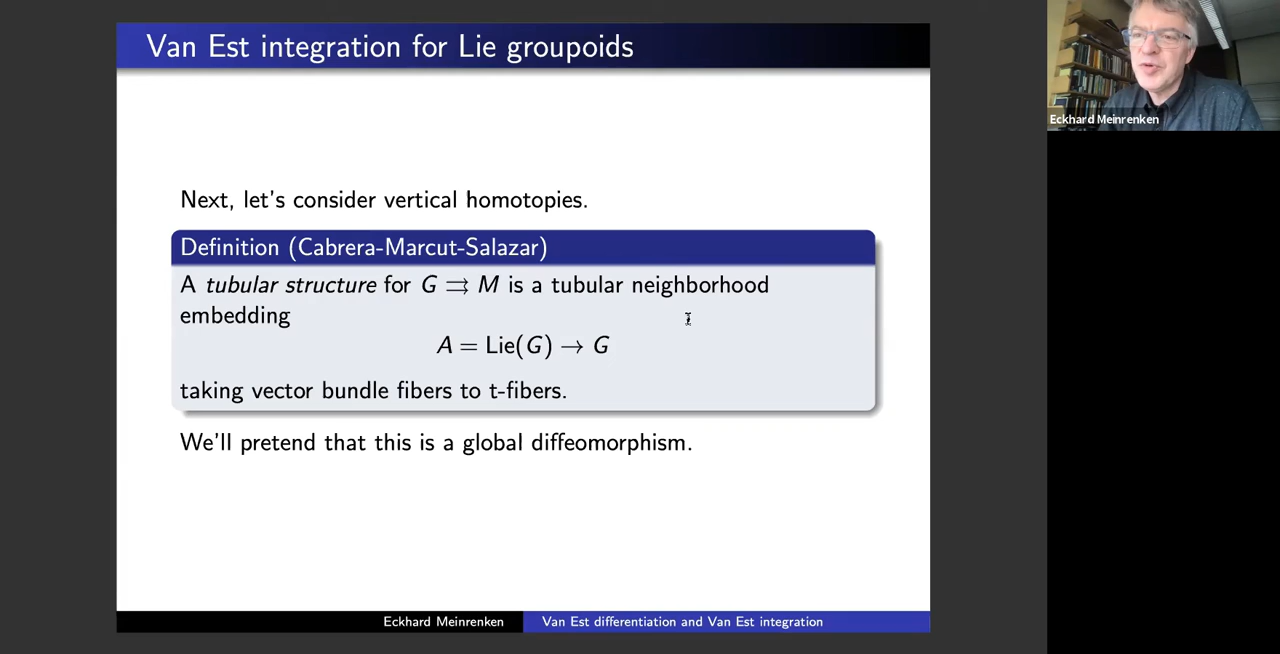 Van Est integration for Lie groupoids
Eckhard Meinrenken
Next, let's consider vertical homotopies.
Definition (Cabrera-Marcut-Salazar)
A tubular structure for G ⇉ M is a tubular neighborhood
embedding
A = Lie(G) → G
taking vector bundle fibers to t-fibers.
We'll pretend that this is a global diffeomorphism.
Eckhard Meinrenken
Van Est differentiation and Van Est integration